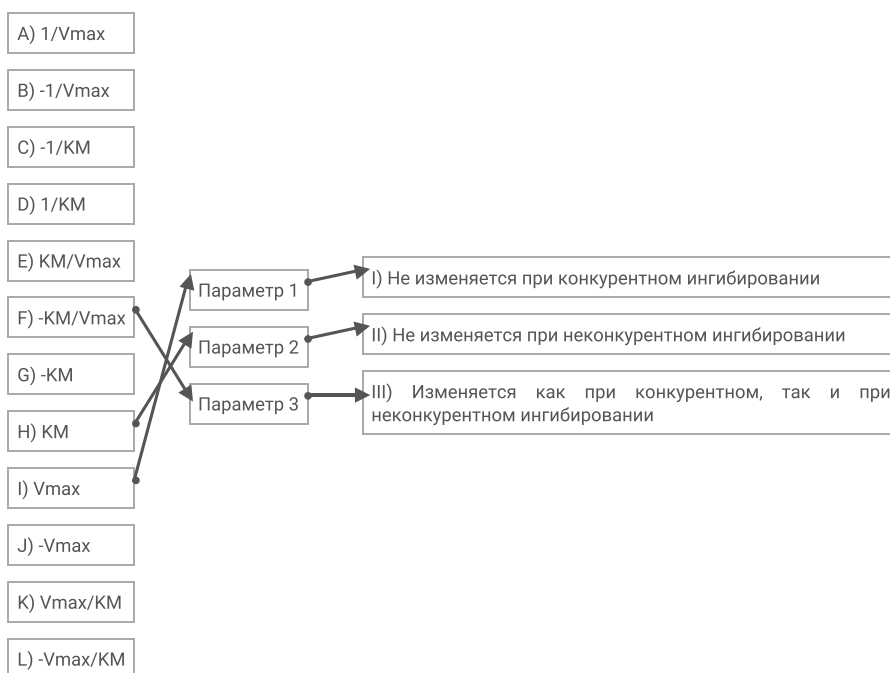 A) 1/Vmax
B) -1/Vmax
C) -1/KM
D) 1/KM
E) KM/Vmax
F) -KM/Vmax
G) -KM
H) KM
I) Vmax
J) -Vmax
K) Vmax/KM
L) -Vmax/KM
Параметр 1
Параметр 2
Параметр 3
I) Не изменяется при конкурентном ингибировании
II) Не изменяется при неконкурентном ингибировании
III) Изменяется как при конкурентном, так и при
неконкурентном ингибировании